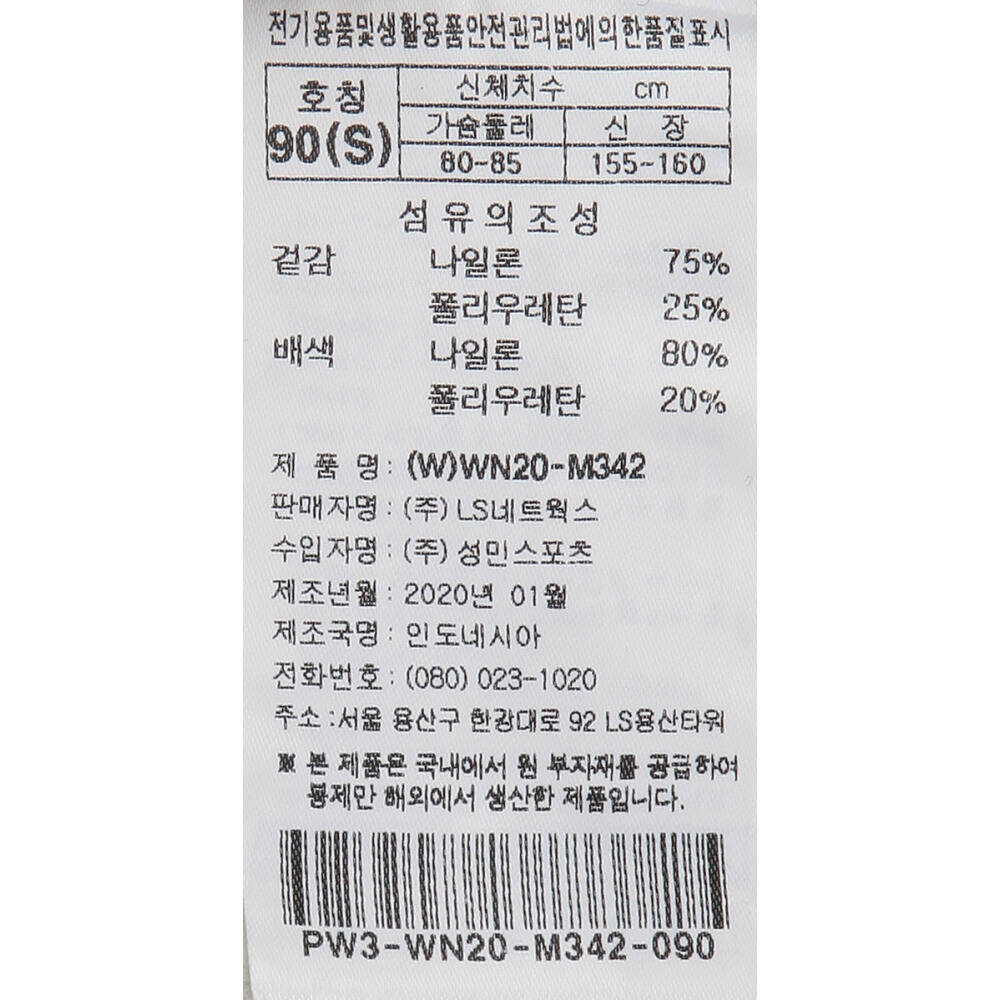 전기용품및생활용품안전관리법에의한품질표시
호칭 신체치수 cm
90(S) 가슴둘레 신 장
80-85 155~160
섬유의조성
겉감 나일론 75%
폴리우레탄 25%
배색 나일론 80%
폴리우레탄 20%
제 품 명 : (W)WN20-M342
판매자명 : (주) LS네트웍스
수입자명 : (주) 성민스포츠
제조년월 : 2020년 01월
제조국명 : 인도네시아
전화번호 : (080) 023-1020
주소 :서울 용산구 한강대로 92 LS용산타워
※ 본 제품은 국내에서 원 부자재를 공급하여
봉제만 해외에서 생산한 제품입니다.
PW3-WN20-M342-090